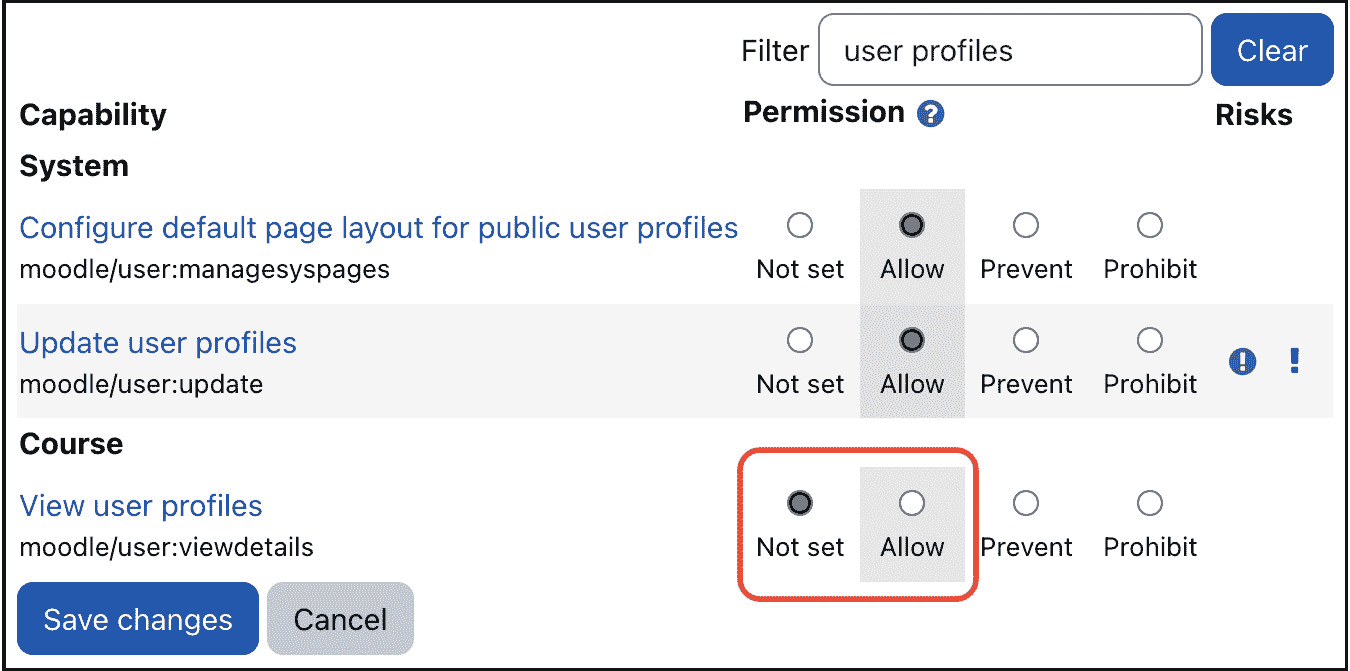 Filter user profiles Clear
Capability Permission ? Risks
System
Configure default page layout for public user profiles
moodle/user:managesyspages
Not set Allow Prevent Prohibit
Update user profiles
moodle/user:update
Not set Allow Prevent Prohibit
! !
Course
View user profiles
moodle/user:viewdetails
Not set Allow Prevent Prohibit
Save changes Cancel